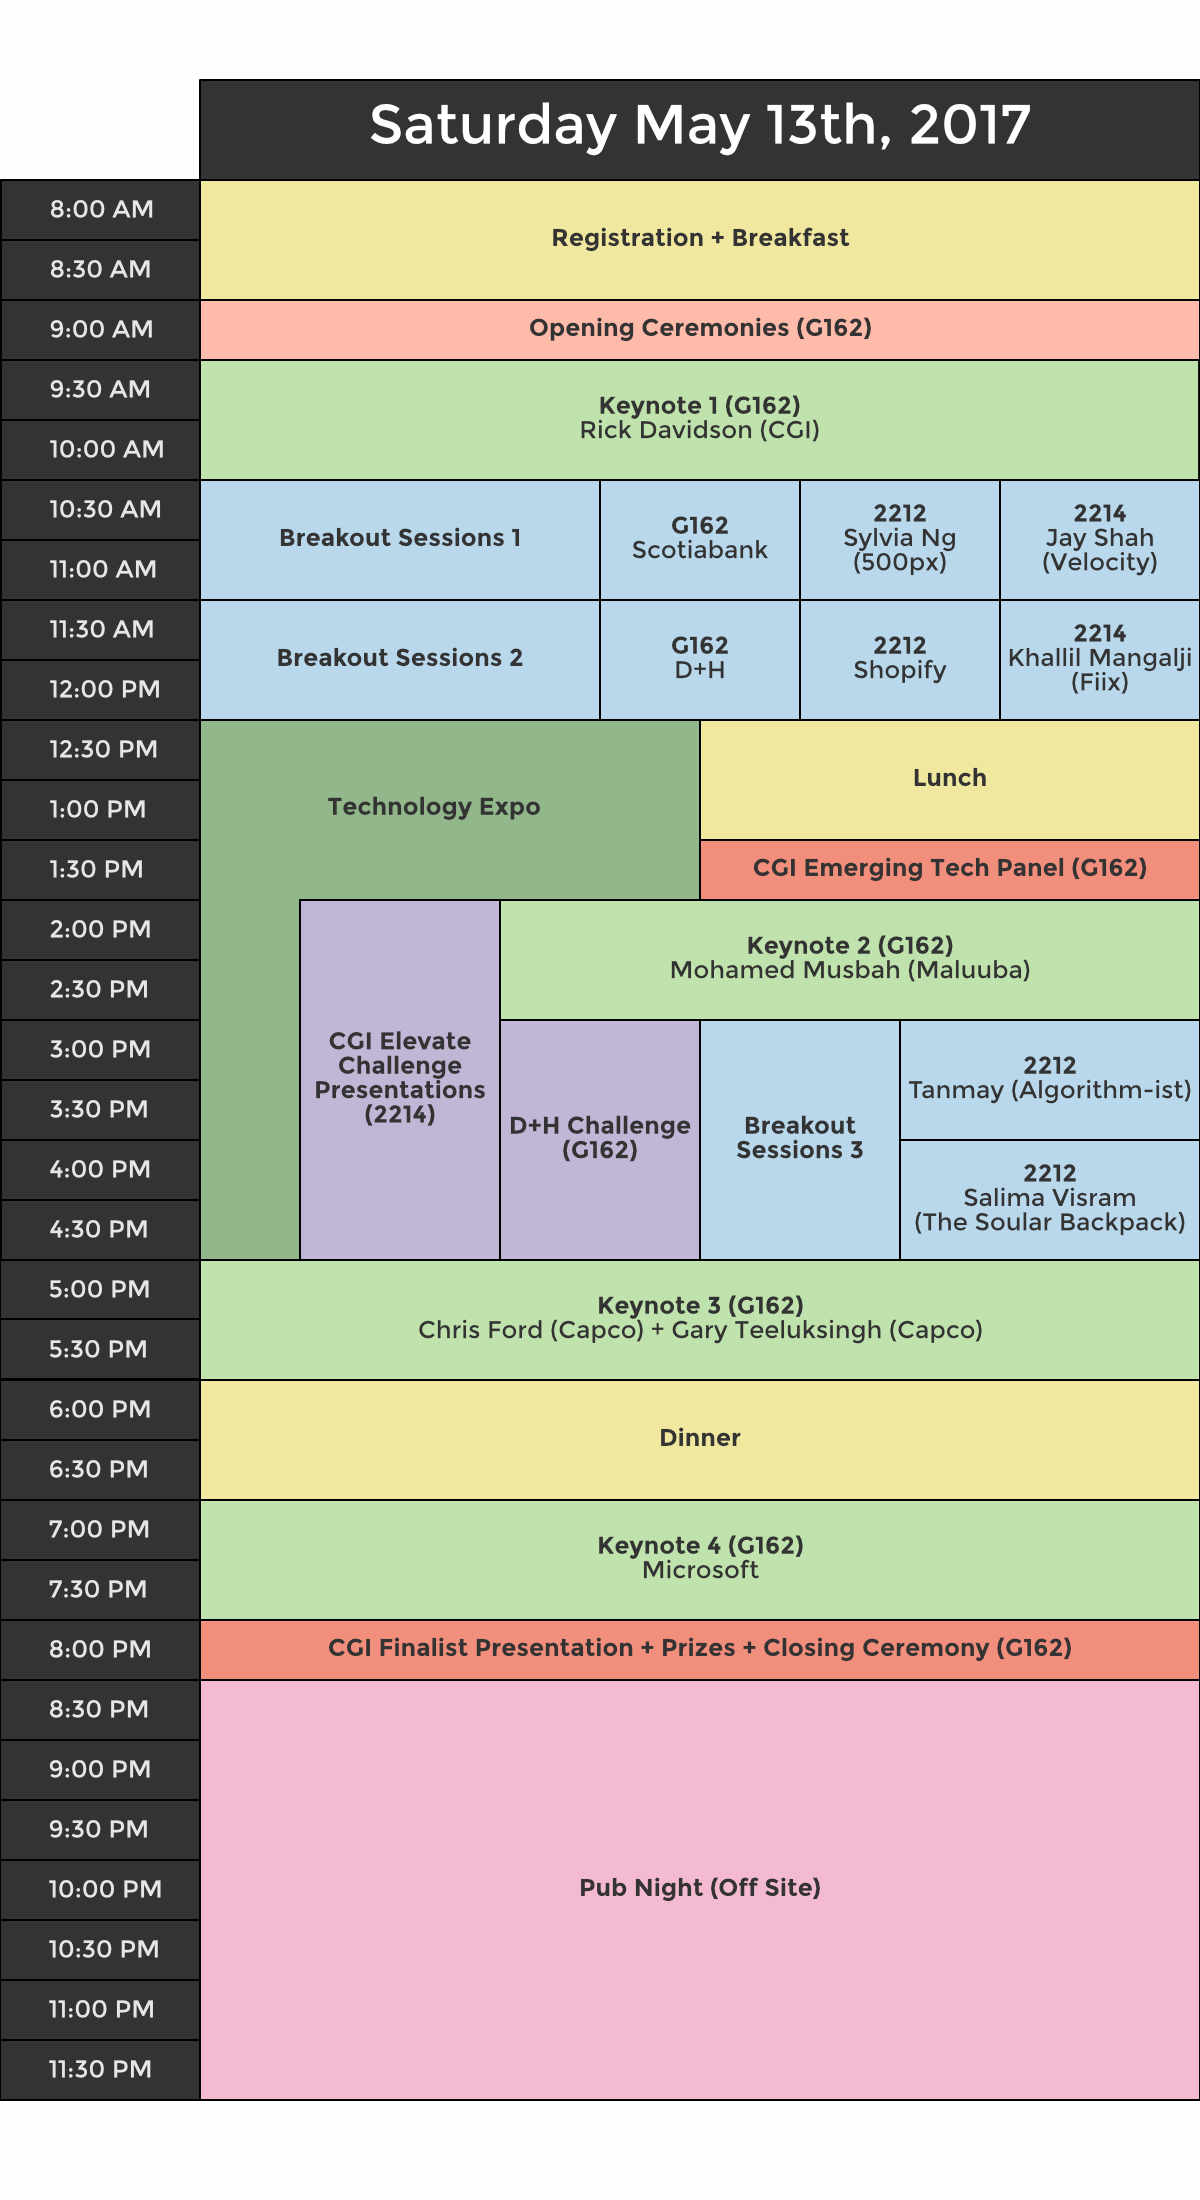 Saturday May 13th, 2017
8:00 AM
Registration + Breakfast
8:30 AM
9:00 AM
Opening Ceremonies (G162)
9:30 AM
Keynote 1 (G162)
Rick Davidson (CGI)
10:00 AM
10:30 AM
11:00 AM
Breakout Sessions 1
G162
Scotiabank
2212
Sylvia Ng
(500px)
2214
Jay Shah
(Velocity)
11:30 AM
12:00 PM
Breakout Sessions 2
G162
D+H
2212
Shopify
2214
Khallil Mangalji
(Fiix)
12:30 PM
1:00 PM
1:30 PM
Technology Expo
Lunch
CGI Emerging Tech Panel (G162)
2:00 PM
2:30 PM
Keynote 2 (G162)
Mohamed Musbah (Maluuba)
3:00 PM
3:30 PM
4:00 PM
4:30 PM
CGI Elevate
Challenge
Presentations
(2214)
D+H Challenge
(G162)
Breakout
Sessions 3
2212
Tanmay (Algorithm-ist)
2212
Salima Visram
(The Soular Backpack)
5:00 PM
5:30 PM
Keynote 3 (G162)
Chris Ford (Capco) + Gary Teeluksingh (Capco)
6:00 PM
Dinner
6:30 PM
7:00 PM
7:30 PM
Keynote 4 (G162)
Microsoft
8:00 PM
CGI Finalist Presentation + Prizes + Closing Ceremony (G162)
8:30 PM
9:00 PM
9:30 PM
10:00 PM
Pub Night (Off Site)
10:30 PM
11:00 PM
11:30 PM